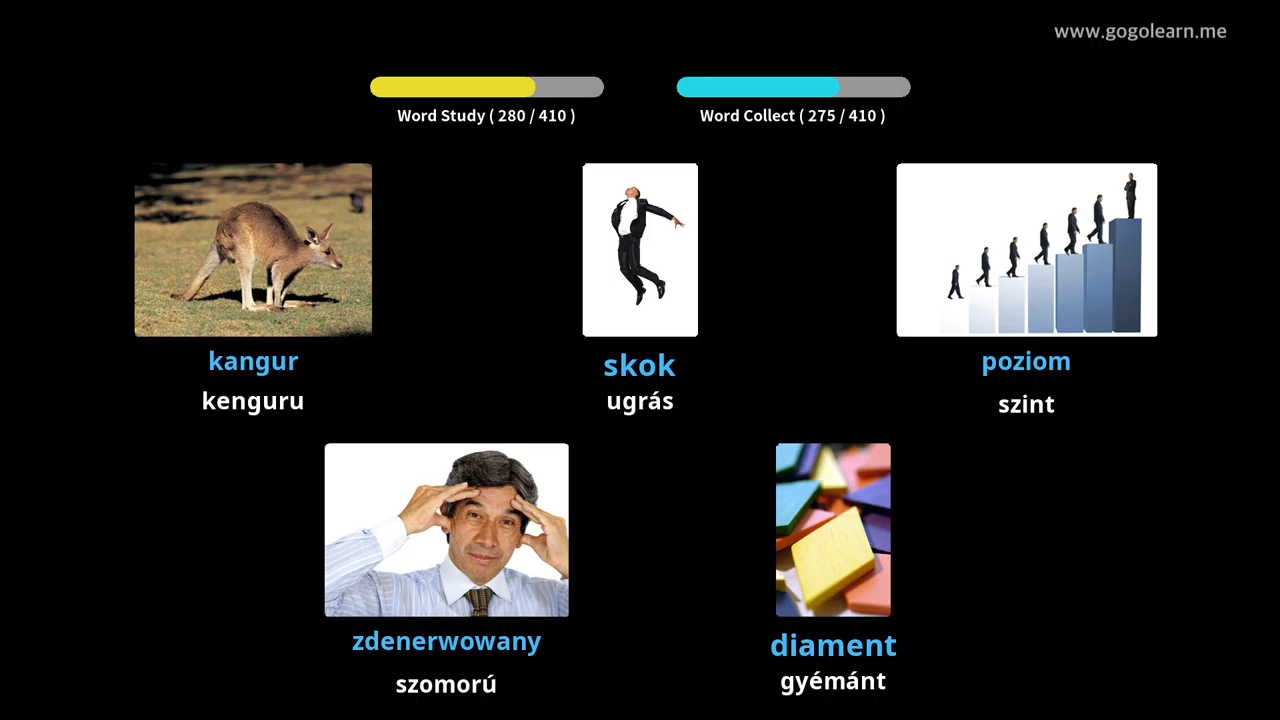 www.gogolearn.me
Word Study ( 280 / 410 )
Word Collect ( 275 / 410 )
kangur
kenguru
skok
ugrás
poziom
szint
zdenerwowany
szomorú
diament
gyémánt